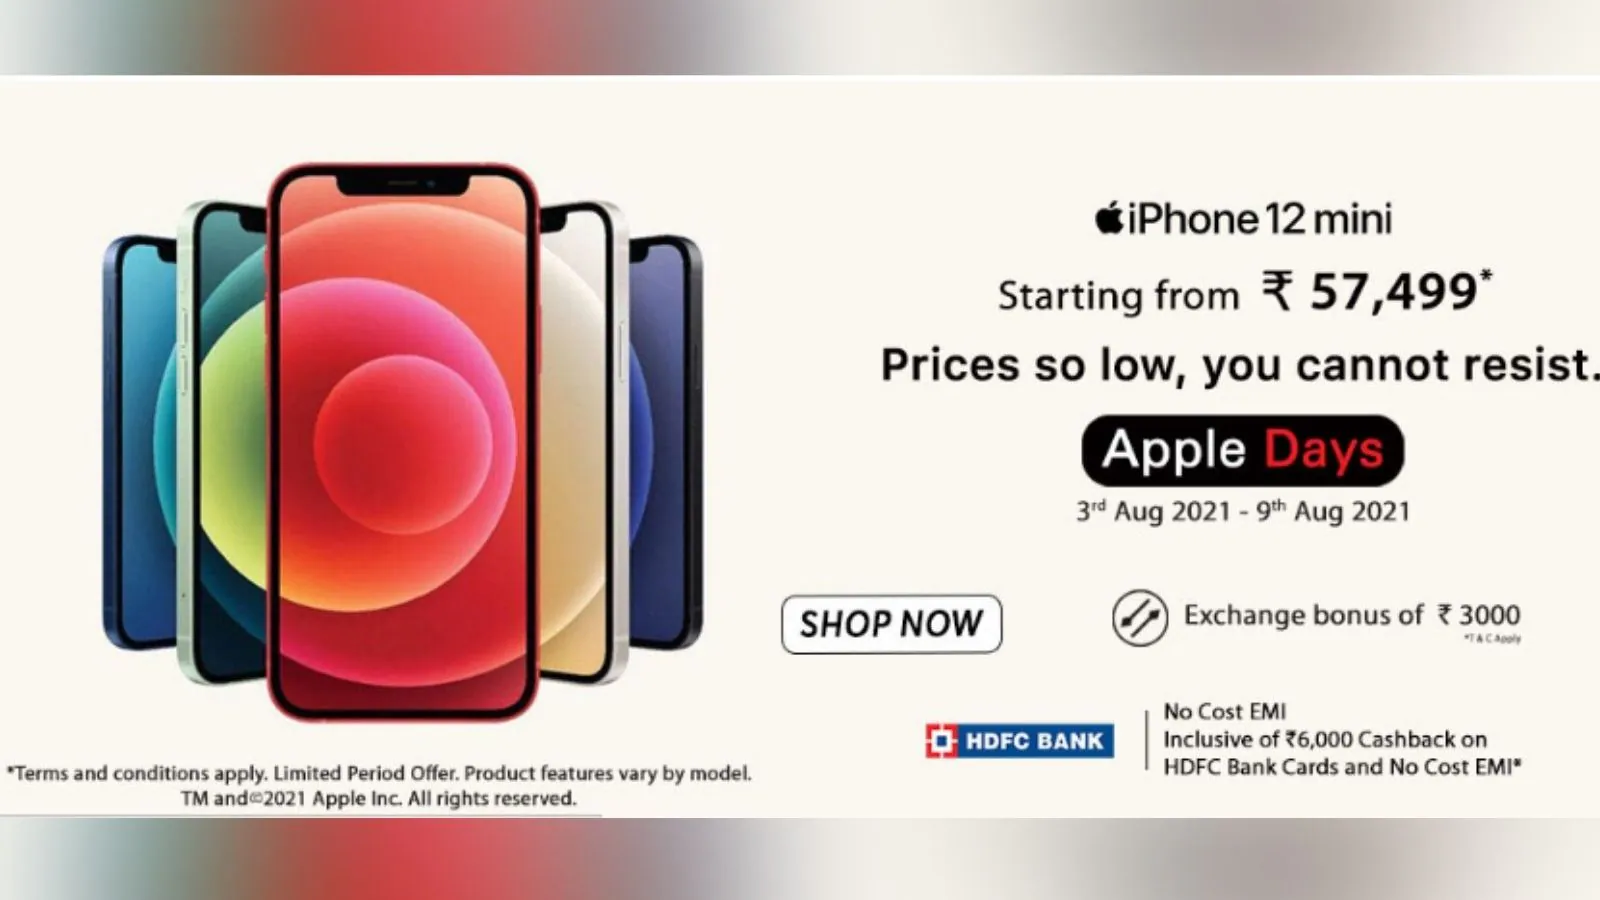 iPhone 12 mini
Starting from ₹ 57,499*
Prices so low, you cannot resist.
Apple Days
3rd Aug 2021 - 9th Aug 2021
SHOP NOW
Exchange bonus of ₹ 3000
*T & C Apply
HDFC BANK
No Cost EMI
Inclusive of ₹6,000 Cashback on
HDFC Bank Cards and No Cost EMI*
*Terms and conditions apply. Limited Period Offer. Product features vary by model.
TM and©2021 Apple Inc. All rights reserved.